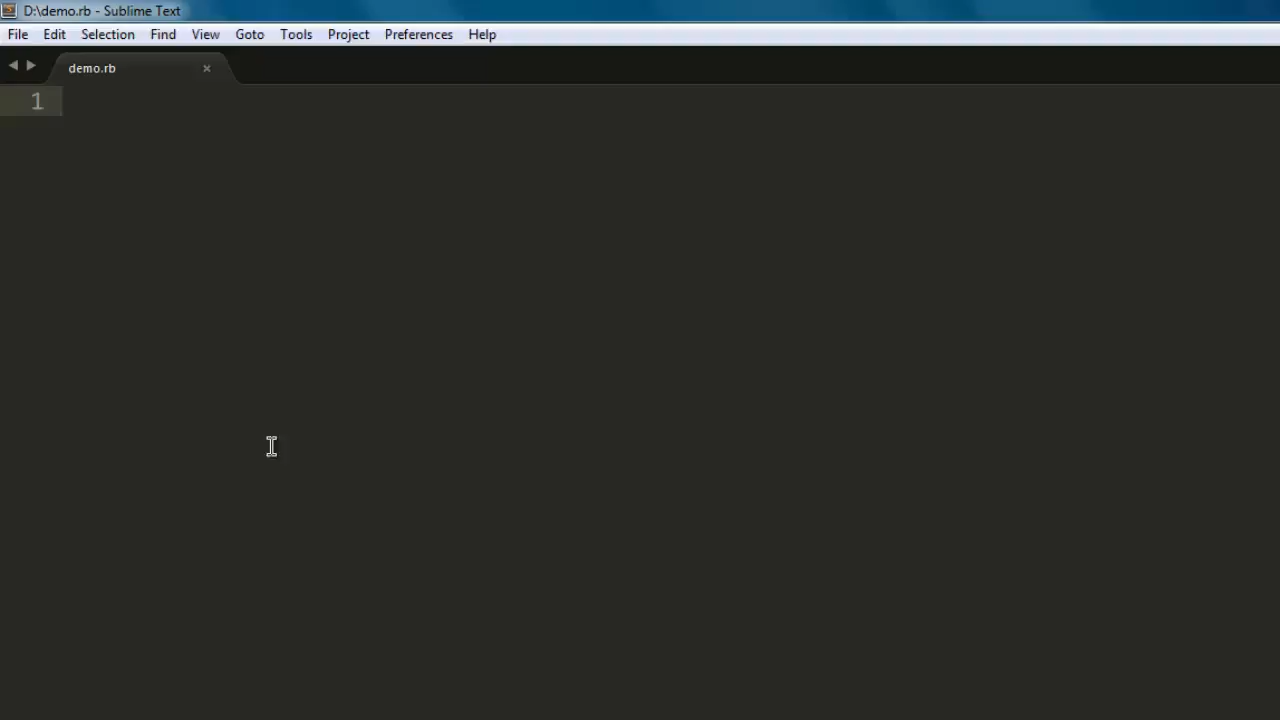 D:\demo.rb - Sublime Text
File Edit Selection Find View Goto Tools Project Preferences Help
demo.rb
1